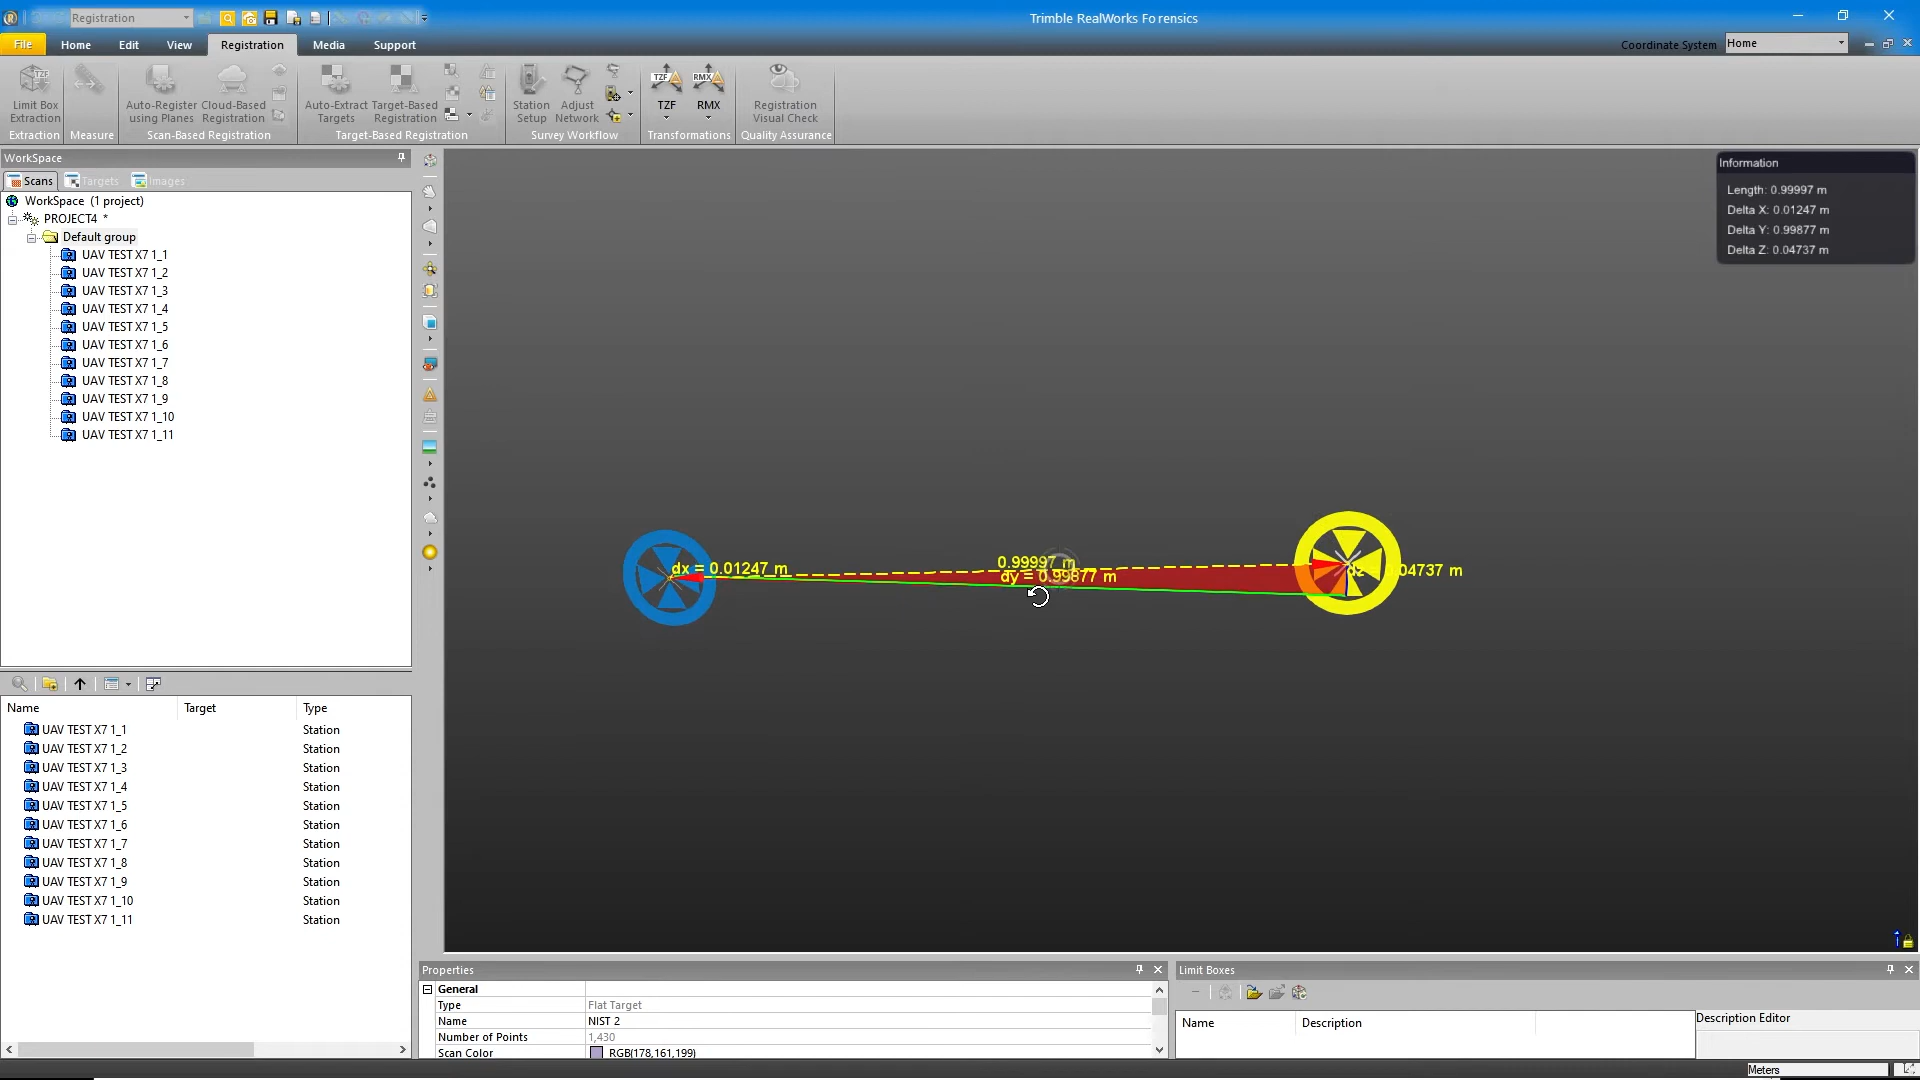 Registration
Trimble RealWorks Forensics
File
Home
Edit
View
Registration
Media
Support
Coordinate System
Home
Limit Box
Extraction
Auto-Register
using Planes
Cloud-Based
Registration
Auto-Extract
Targets
Target-Based
Registration
Station
Setup
Adjust
Network
TZF
TZF
RMX
RMX
Registration
Visual Check
Extraction
Measure
Scan-Based Registration
Target-Based Registration
Survey Workflow
Transformations
Quality Assurance
WorkSpace
Scans
Targets
Images
WorkSpace (1 project)
PROJECT4 *
Default group
UAV TEST X7 1_1
UAV TEST X7 1_2
UAV TEST X7 1_3
UAV TEST X7 1_4
UAV TEST X7 1_5
UAV TEST X7 1_6
UAV TEST X7 1_7
UAV TEST X7 1_8
UAV TEST X7 1_9
UAV TEST X7 1_10
UAV TEST X7 1_11
Name Target Type
UAV TEST X7 1_1 Station
UAV TEST X7 1_2 Station
UAV TEST X7 1_3 Station
UAV TEST X7 1_4 Station
UAV TEST X7 1_5 Station
UAV TEST X7 1_6 Station
UAV TEST X7 1_7 Station
UAV TEST X7 1_8 Station
UAV TEST X7 1_9 Station
UAV TEST X7 1_10 Station
UAV TEST X7 1_11 Station
Information
Length: 0.99997 m
Delta X: 0.01247 m
Delta Y: 0.99877 m
Delta Z: 0.04737 m
dx = 0.01247 m
0.99997 m
dy = 0.99877 m
dz = 0.04737 m
Properties
General
Type Flat Target
Name NIST 2
Number of Points 1,430
Scan Color RGB(178,161,199)
Limit Boxes
Name Description
Description Editor
Meters